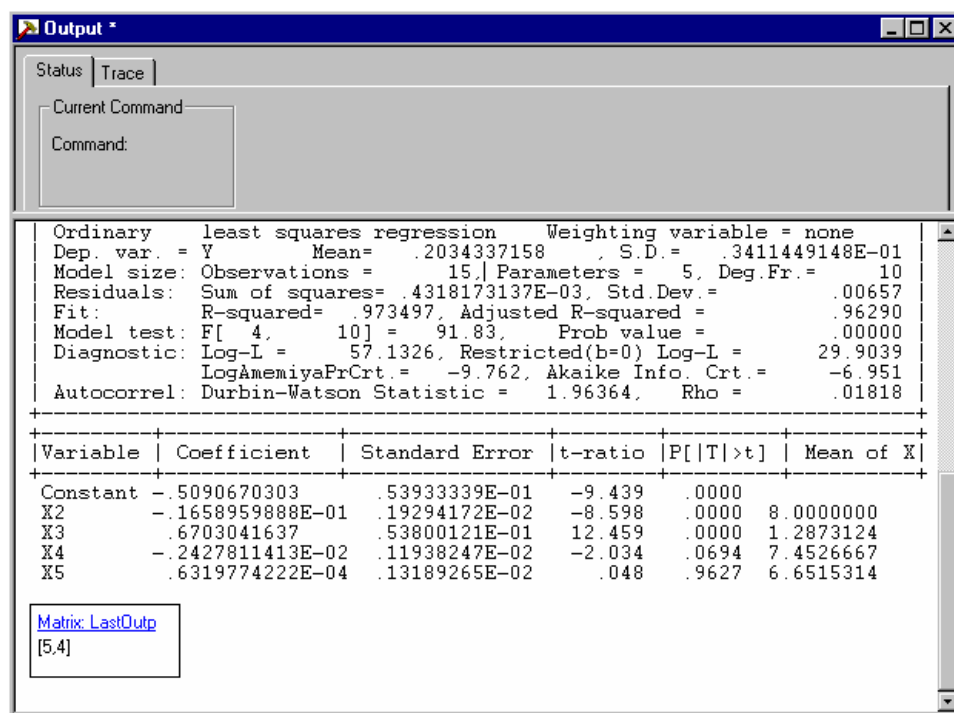 Output *
Status Trace
Current Command
Command:
Ordinary least squares regression Weighting variable = none
Dep. var. = Y Mean= .2034337158 , S.D.= .3411449148E-01
Model size: Observations = 15, Parameters = 5, Deg.Fr.= 10
Residuals: Sum of squares= .4318173137E-03, Std.Dev.= .00657
Fit: R-squared= .973497, Adjusted R-squared = .96290
Model test: F[ 4, 10] = 91.83, Prob value = .00000
Diagnostic: Log-L = 57.1326, Restricted(b=0) Log-L = 29.9039
LogAmemiyaPrCrt.= -9.762, Akaike Info. Crt.= -6.951
Autocorrel: Durbin-Watson Statistic = 1.96364, Rho = .01818
|Variable | Coefficient | Standard Error |t-ratio |P[|T|>t] | Mean of X|
Constant -.5090670303 .53933339E-01 -9.439 .0000
X2 -.1658959888E-01 .19294172E-02 -8.598 .0000 8.0000000
X3 .6703041637 .53800121E-01 12.459 .0000 1.2873124
X4 -.2427811413E-02 .11938247E-02 -2.034 .0694 7.4526667
X5 .6319774222E-04 .13189265E-02 .048 .9627 6.6515314
Matrix: LastOutp
[5,4]